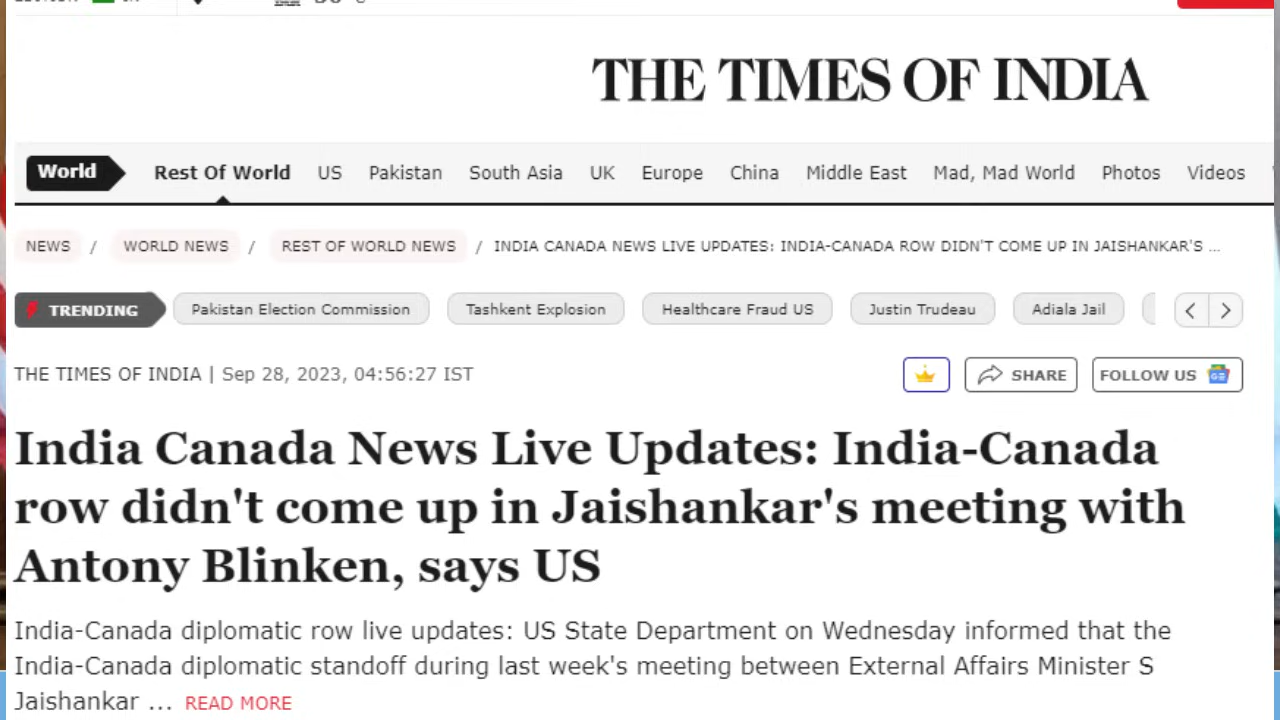 THE TIMES OF INDIA
World Rest Of World US Pakistan South Asia UK Europe China Middle East Mad, Mad World Photos Videos
NEWS / WORLD NEWS / REST OF WORLD NEWS / INDIA CANADA NEWS LIVE UPDATES: INDIA-CANADA ROW DIDN'T COME UP IN JAISHANKAR'S ...
TRENDING Pakistan Election Commission Tashkent Explosion Healthcare Fraud US Justin Trudeau Adiala Jail
THE TIMES OF INDIA | Sep 28, 2023, 04:56:27 IST SHARE FOLLOW US
India Canada News Live Updates: India-Canada
row didn't come up in Jaishankar's meeting with
Antony Blinken, says US
India-Canada diplomatic row live updates: US State Department on Wednesday informed that the
India-Canada diplomatic standoff during last week's meeting between External Affairs Minister S
Jaishankar ... READ MORE